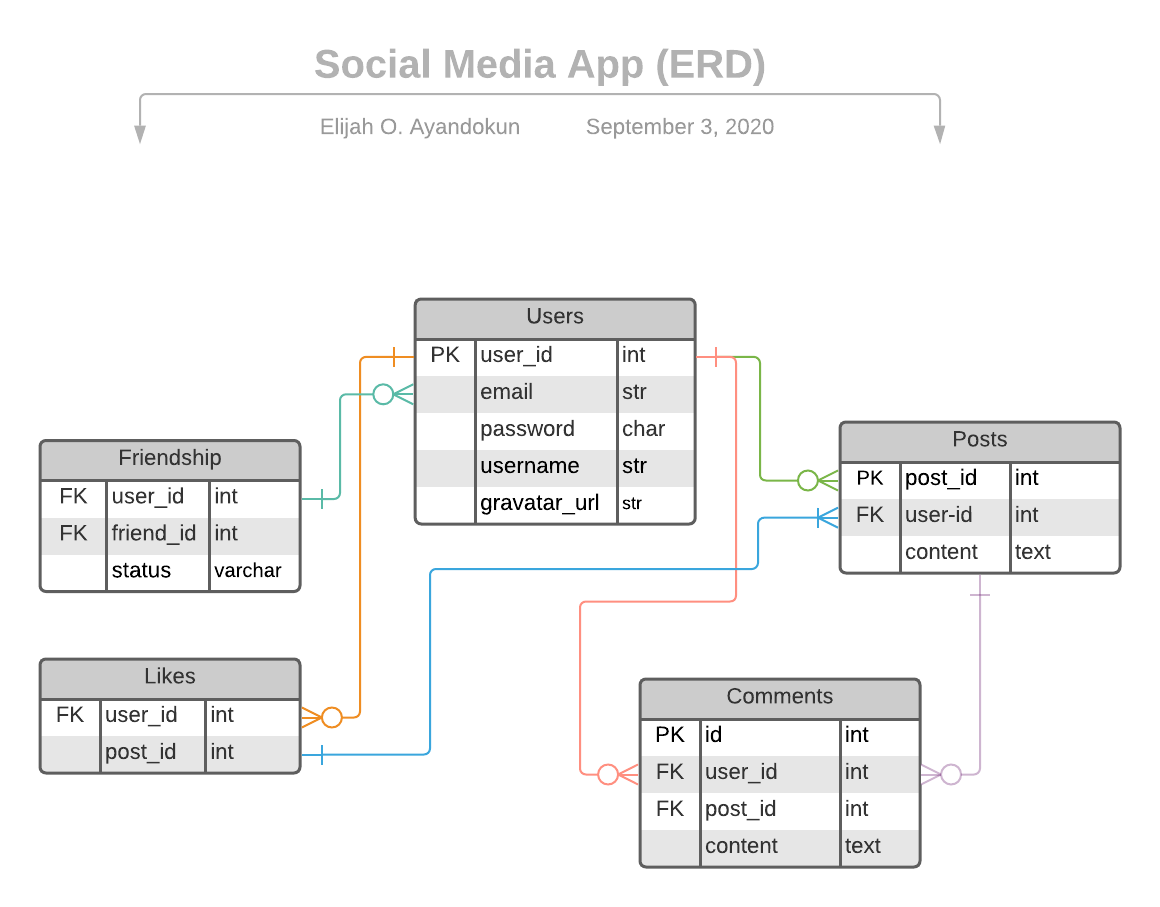 Social Media App (ERD)
Elijah O. Ayandokun September 3, 2020
Users
PK user_id int
email str
password char
username str
gravatar_url str
Friendship
FK user_id int
FK friend_id int
status varchar
Posts
PK post_id int
FK user-id int
content text
Likes
FK user_id int
post_id int
Comments
PK id int
FK user_id int
FK post_id int
content text